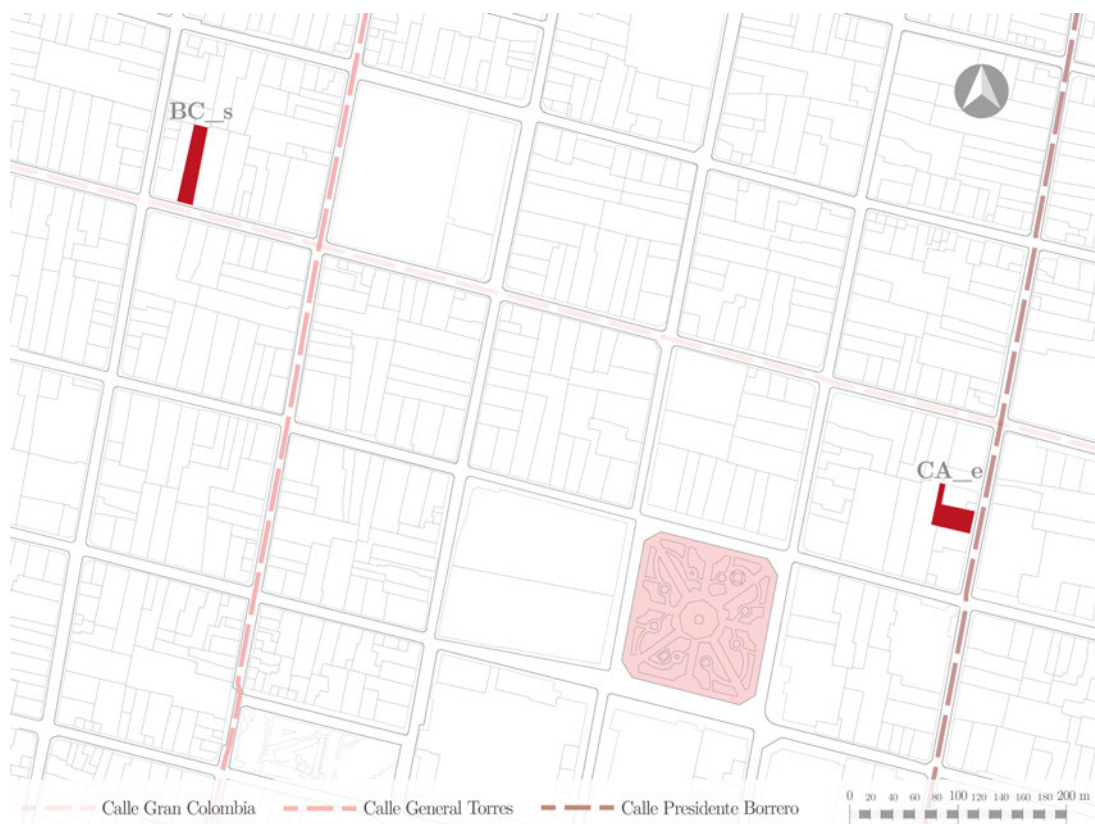 BC_s
CA_e
Calle Gran Colombia
Calle General Torres
Calle Presidente Borrero
0 20 40 60 80 100 120 140 160 180 200 m